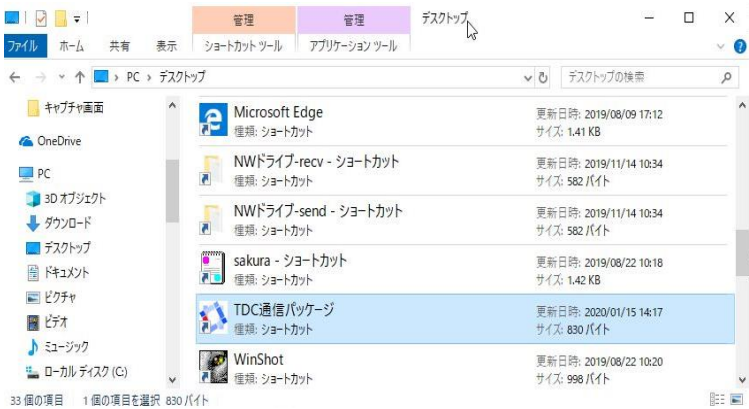 管理 管理 デスクトップ
ファイル ホーム 共有 表示 ショートカット ツール アプリケーション ツール
PC › デスクトップ デスクトップの検索
キャプチャ画面
OneDrive
PC
3D オブジェクト
ダウンロード
デスクトップ
ドキュメント
ピクチャ
ビデオ
ミュージック
ローカル ディスク (C:)
Microsoft Edge 更新日時: 2019/08/09 17:12
種類: ショートカット サイズ: 1.41 KB
NWドライブ-recv - ショートカット 更新日時: 2019/11/14 10:34
種類: ショートカット サイズ: 582 バイト
NWドライブ-send - ショートカット 更新日時: 2019/11/14 10:34
種類: ショートカット サイズ: 582 バイト
sakura - ショートカット 更新日時: 2019/08/22 10:18
種類: ショートカット サイズ: 1.42 KB
TDC通信パッケージ 更新日時: 2020/01/15 14:17
種類: ショートカット サイズ: 830 バイト
WinShot 更新日時: 2019/08/22 10:20
種類: ショートカット サイズ: 998 バイト
33 個の項目 1 個の項目を選択 830 バイト